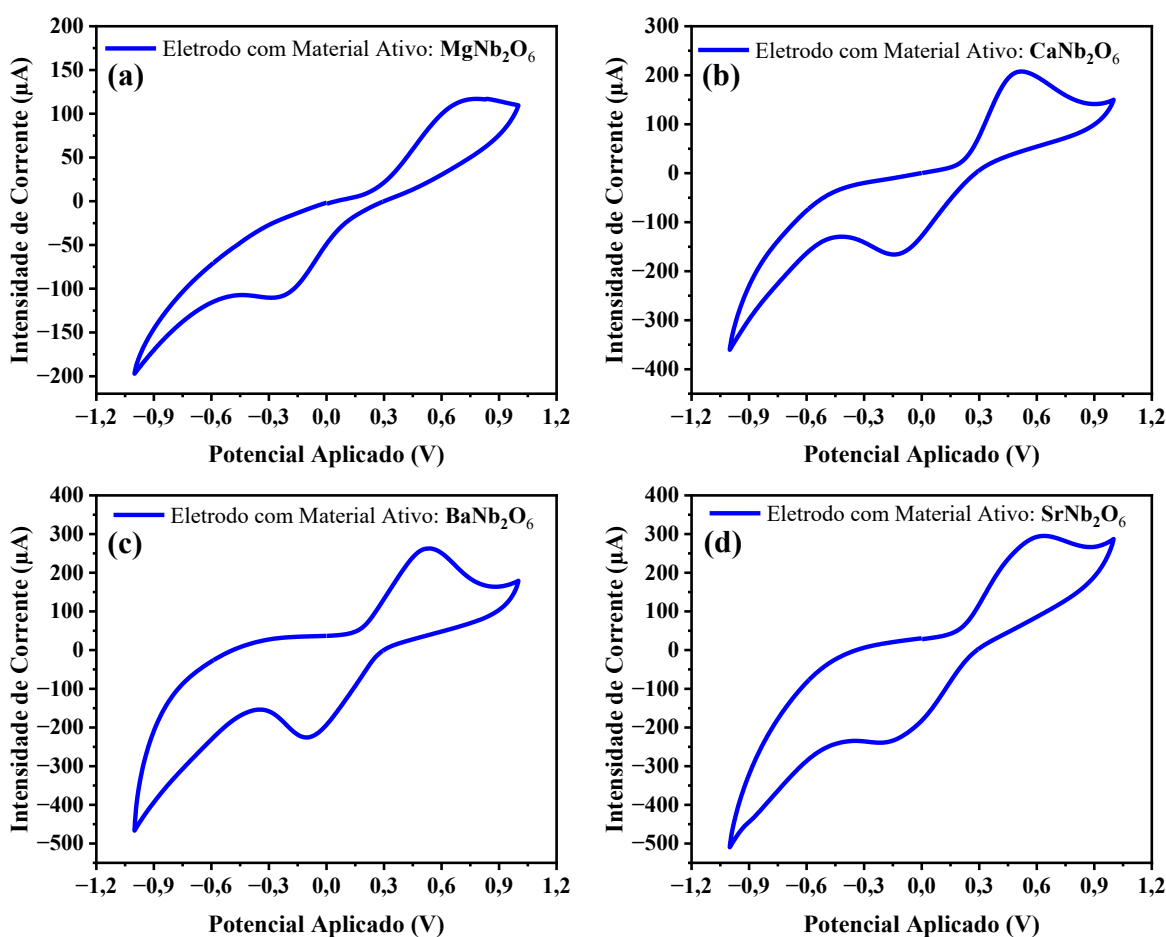 Eletrodo com Material Ativo: MgNb₂O₆
(a)
Intensidade de Corrente (µA)
200
150
100
50
0
−50
−100
−150
−200
−1,2 −0,9 −0,6 −0,3 0,0 0,3 0,6 0,9 1,2
Potencial Aplicado (V)
Eletrodo com Material Ativo: CaNb₂O₆
(b)
Intensidade de Corrente (µA)
300
200
100
0
−100
−200
−300
−400
−1,2 −0,9 −0,6 −0,3 0,0 0,3 0,6 0,9 1,2
Potencial Aplicado (V)
Eletrodo com Material Ativo: BaNb₂O₆
(c)
Intensidade de Corrente (µA)
400
300
200
100
0
−100
−200
−300
−400
−500
−1,2 −0,9 −0,6 −0,3 0,0 0,3 0,6 0,9 1,2
Potencial Aplicado (V)
Eletrodo com Material Ativo: SrNb₂O₆
(d)
Intensidade de Corrente (µA)
400
300
200
100
0
−100
−200
−300
−400
−500
−1,2 −0,9 −0,6 −0,3 0,0 0,3 0,6 0,9 1,2
Potencial Aplicado (V)